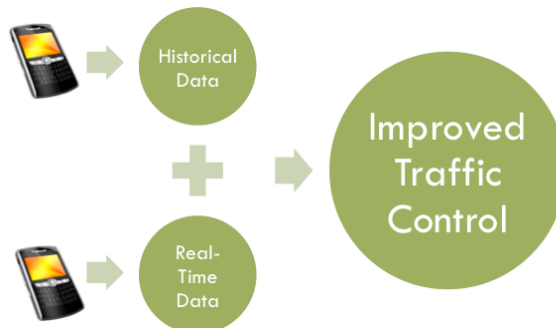 Historical
Data
Improved
Traffic
Control
Real-
Time
Data